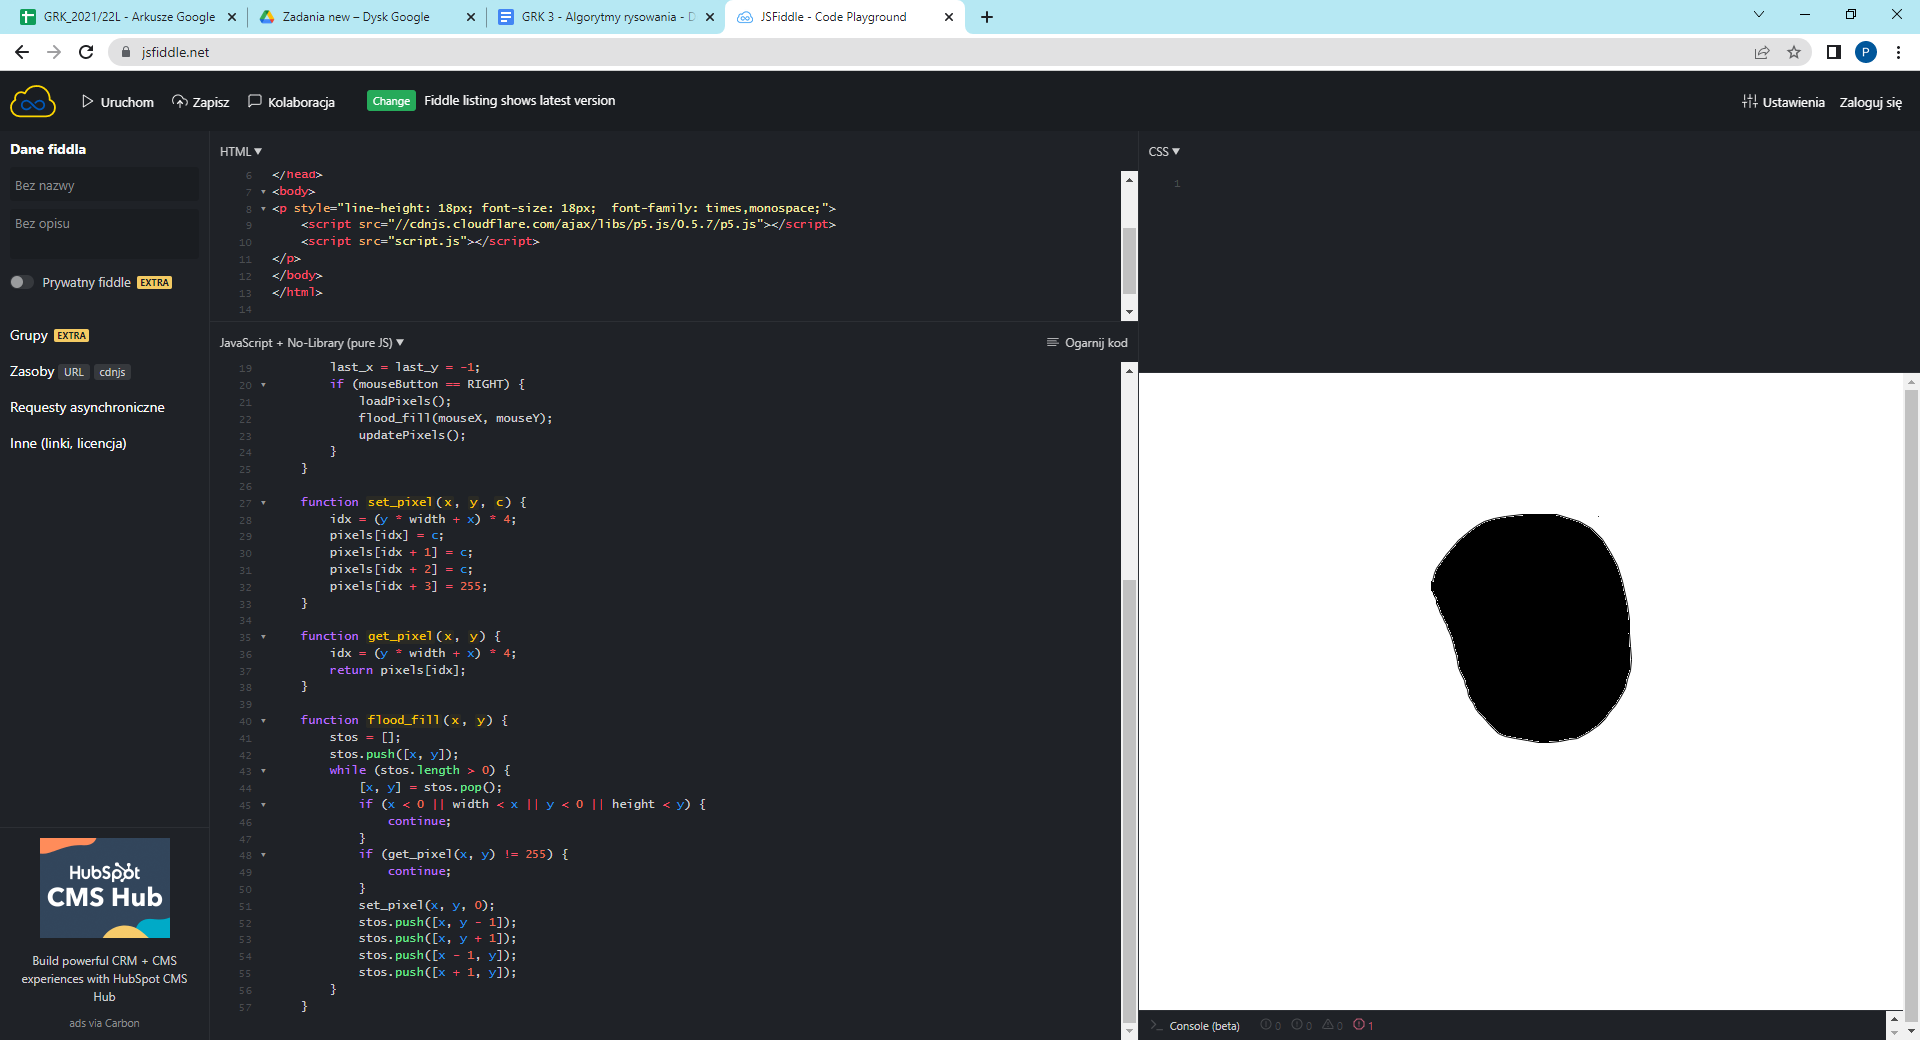 GRK_2021/22L - Arkusze Google
Zadania new – Dysk Google
GRK 3 - Algorytmy rysowania - D
JSFiddle - Code Playground
jsfiddle.net
P
Uruchom
Zapisz
Kolaboracja
Change
Fiddle listing shows latest version
Ustawienia
Zaloguj się
Dane fiddla
Bez nazwy
Bez opisu
Prywatny fiddle EXTRA
Grupy EXTRA
Zasoby URL cdnjs
Requesty asynchroniczne
Inne (linki, licencja)
HubSpot
CMS Hub
Build powerful CRM + CMS
experiences with HubSpot CMS
Hub
ads via Carbon
HTML ▼
6 </head>
7 <body>
8 <p style="line-height: 18px; font-size: 18px;  font-family: times,monospace;">
9     <script src="//cdnjs.cloudflare.com/ajax/libs/p5.js/0.5.7/p5.js"></script>
10     <script src="script.js"></script>
11 </p>
12 </body>
13 </html>
14
JavaScript + No-Library (pure JS) ▼
Ogarnij kod
19         last_x = last_y = -1;
20         if (mouseButton == RIGHT) {
21             loadPixels();
22             flood_fill(mouseX, mouseY);
23             updatePixels();
24         }
25     }
26
27     function set_pixel(x, y, c) {
28         idx = (y * width + x) * 4;
29         pixels[idx] = c;
30         pixels[idx + 1] = c;
31         pixels[idx + 2] = c;
32         pixels[idx + 3] = 255;
33     }
34
35     function get_pixel(x, y) {
36         idx = (y * width + x) * 4;
37         return pixels[idx];
38     }
39
40     function flood_fill(x, y) {
41         stos = [];
42         stos.push([x, y]);
43         while (stos.length > 0) {
44             [x, y] = stos.pop();
45             if (x < 0 || width < x || y < 0 || height < y) {
46                 continue;
47             }
48             if (get_pixel(x, y) != 255) {
49                 continue;
50             }
51             set_pixel(x, y, 0);
52             stos.push([x, y - 1]);
53             stos.push([x, y + 1]);
54             stos.push([x - 1, y]);
55             stos.push([x + 1, y]);
56         }
57     }
CSS ▼
1
>_ Console (beta) 0 0 0 1